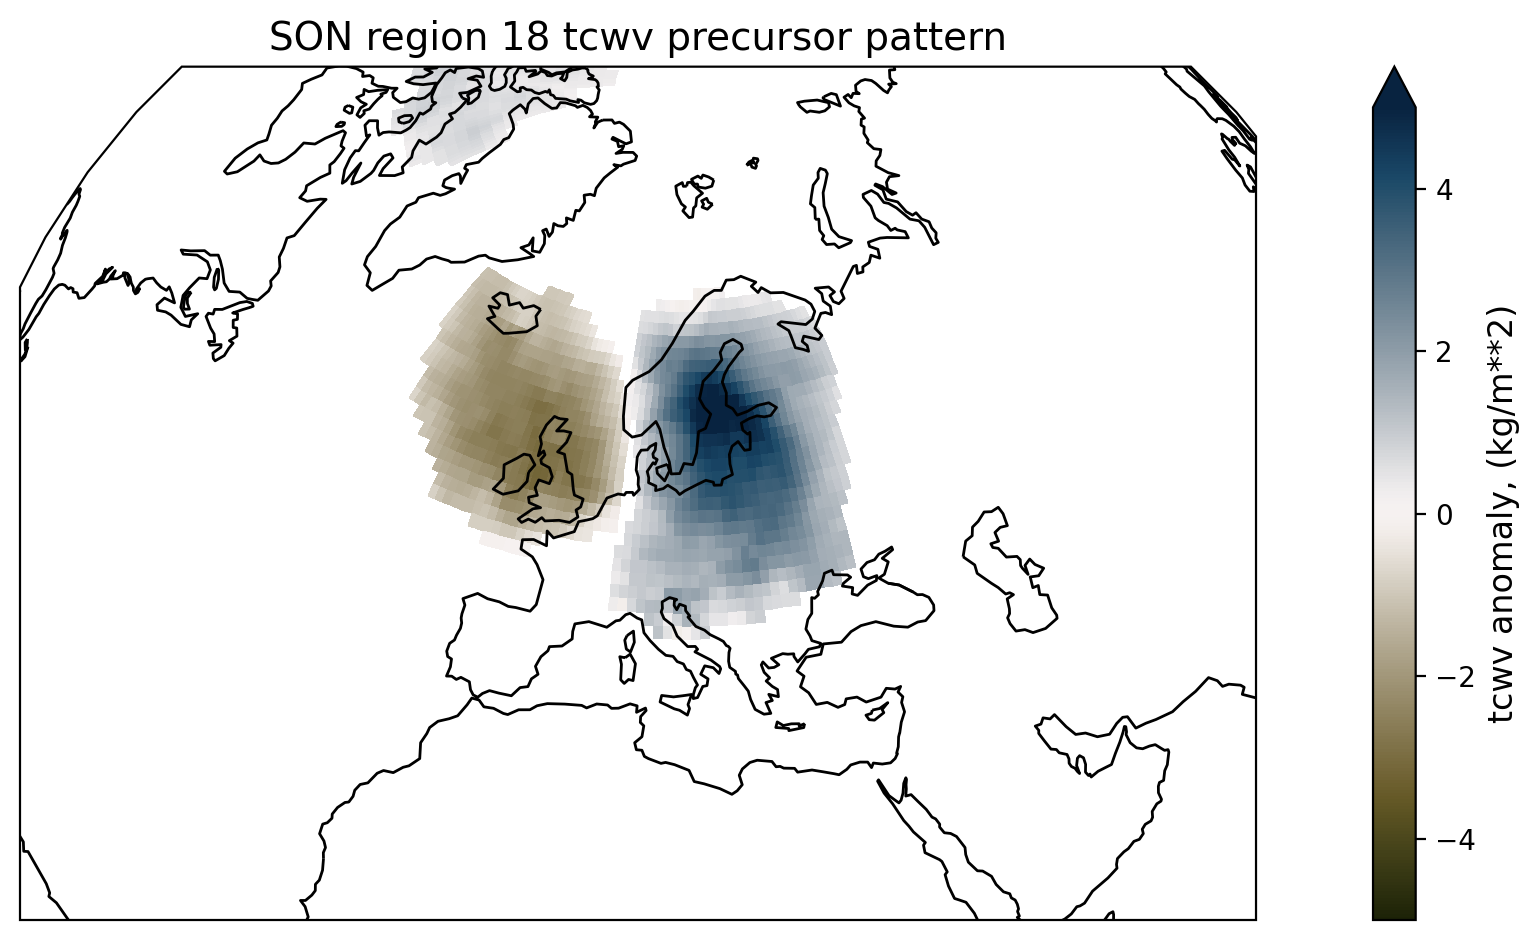 SON region 18 tcwv precursor pattern
4
2
0
−2
−4
tcwv anomaly, (kg/m**2)